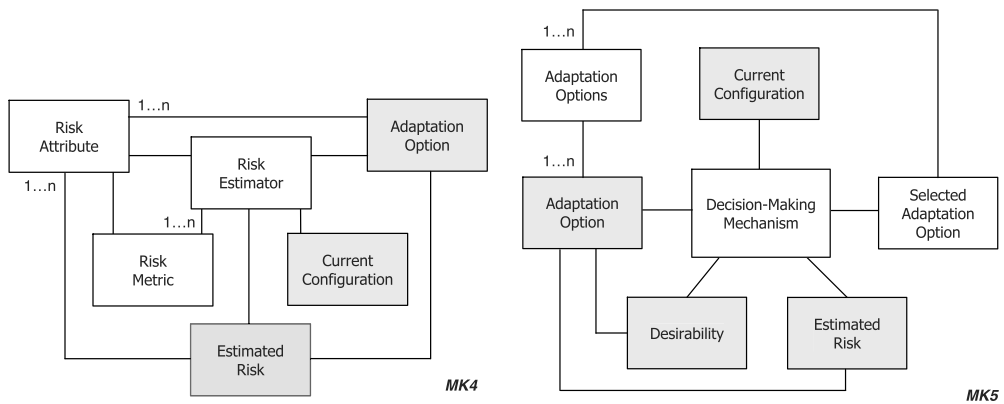 1...n
Risk
Attribute
Adaptation
Option
Risk
Estimator
1...n
1...n
Risk
Metric
Current
Configuration
Estimated
Risk
MK4
1...n
Adaptation
Options
Current
Configuration
1...n
Adaptation
Option
Decision-Making
Mechanism
Selected
Adaptation
Option
Desirability
Estimated
Risk
MK5